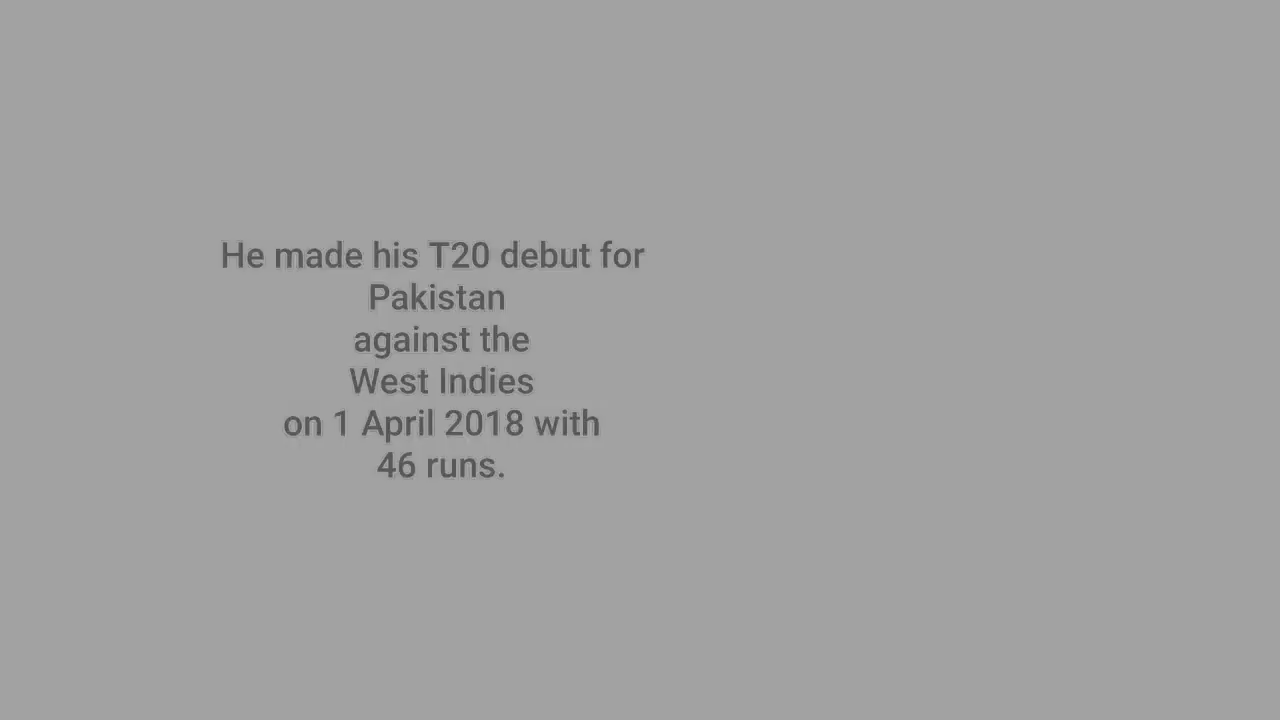 He made his T20 debut for
Pakistan
against the
West Indies
on 1 April 2018 with
46 runs.